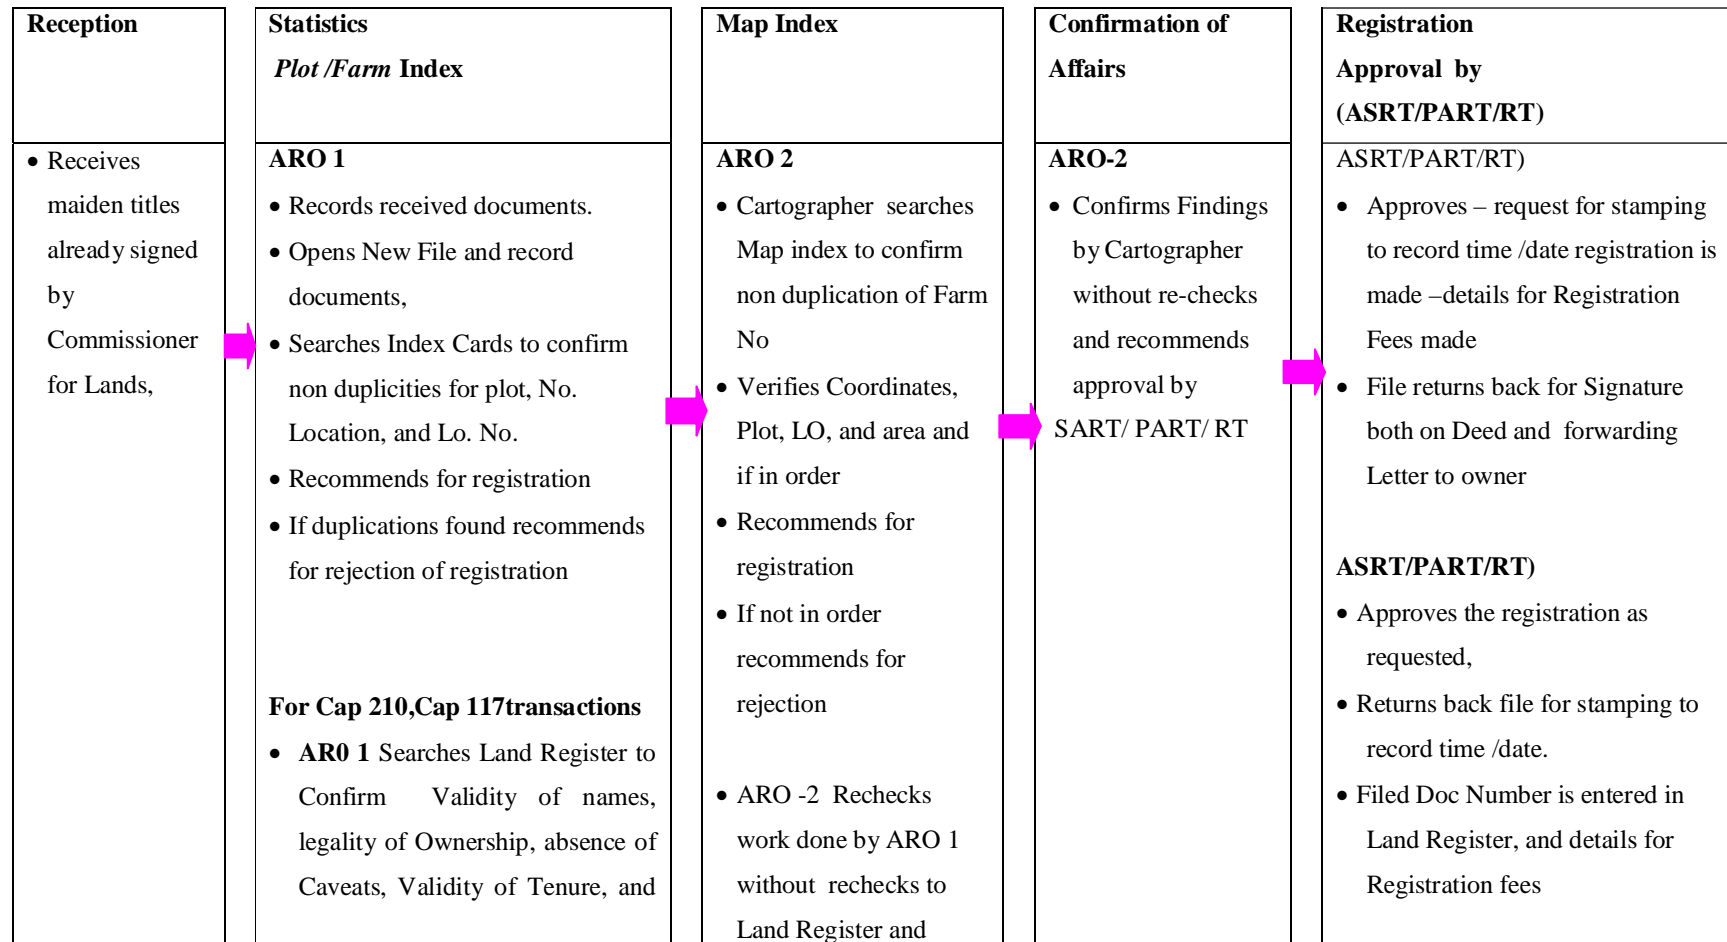 Reception
Receives
maiden titles
already signed
by
Commissioner
for Lands,
Statistics
Plot /Farm Index
ARO 1
• Records received documents.
• Opens New File and record
documents,
• Searches Index Cards to confirm
non duplicities for plot, No.
Location, and Lo. No.
• Recommends for registration
• If duplications found recommends
for rejection of registration
For Cap 210,Cap 117transactions
• AR0 1 Searches Land Register to
Confirm Validity of names,
legality of Ownership, absence of
Caveats, Validity of Tenure, and
Map Index
ARO 2
• Cartographer searches
Map index to confirm
non duplication of Farm
No
• Verifies Coordinates,
Plot, LO, and area and
if in order
• Recommends for
registration
• If not in order
recommends for
rejection
• ARO -2 Rechecks
work done by ARO 1
without rechecks to
Land Register and
Confirmation of
Affairs
ARO-2
• Confirms Findings
by Cartographer
without re-checks
and recommends
approval by
SART/ PART/ RT
Registration
Approval by
(ASRT/PART/RT)
ASRT/PART/RT)
• Approves – request for stamping
to record time /date registration is
made –details for Registration
Fees made
• File returns back for Signature
both on Deed and forwarding
Letter to owner
ASRT/PART/RT)
• Approves the registration as
requested,
• Returns back file for stamping to
record time /date.
• Filed Doc Number is entered in
Land Register, and details for
Registration fees